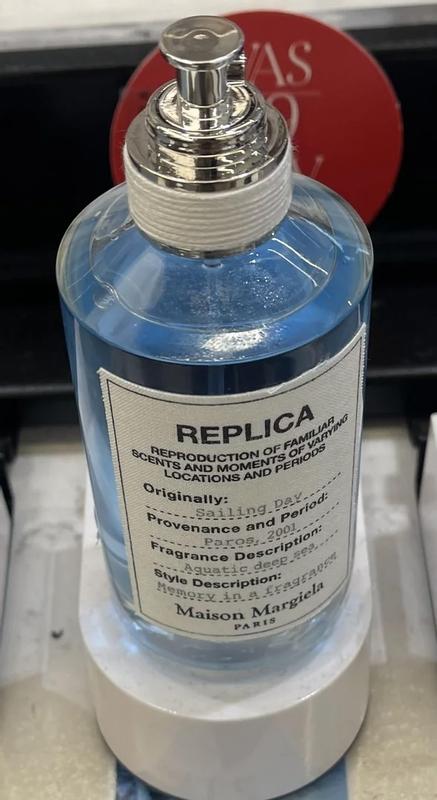 REPLICA
REPRODUCTION OF FAMILIAR
SCENTS AND MOMENTS OF VARYING
LOCATIONS AND PERIODS
Originally:
Sailing Day
Provenance and Period:
Paros, 2001
Fragrance Description:
Aquatic deep sea
Style Description:
Memory in a fragrance
Maison Margiela
PARIS